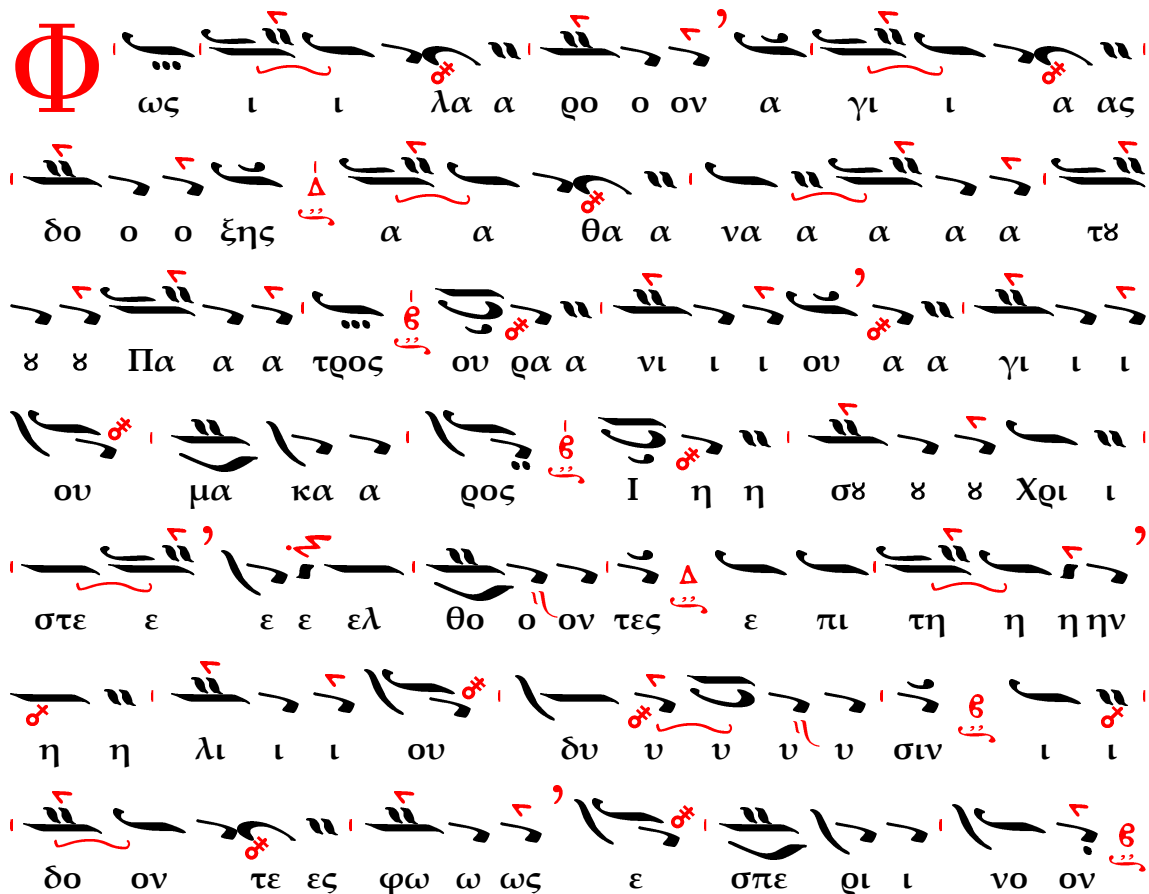 Φ ως ι ι λα α ρο ο ον α γι ι α ας
δο ο ο ξης Δ α α θα α να α α α α τȣ
ȣ ȣ Πα α α τρος ου ρα α νι ι ι ου α α γι ι ι
ου μα κα α ρος Ι η η σȣ ȣ ȣ Χρι ι
στε ε ε ε ελ θο ο ον τες Δ ε πι τη η η ην
η η λι ι ι ου δυ υ υ υ υ σιν ι ι
δο ον τε ες φω ω ως ε σπε ρι ι νο ον